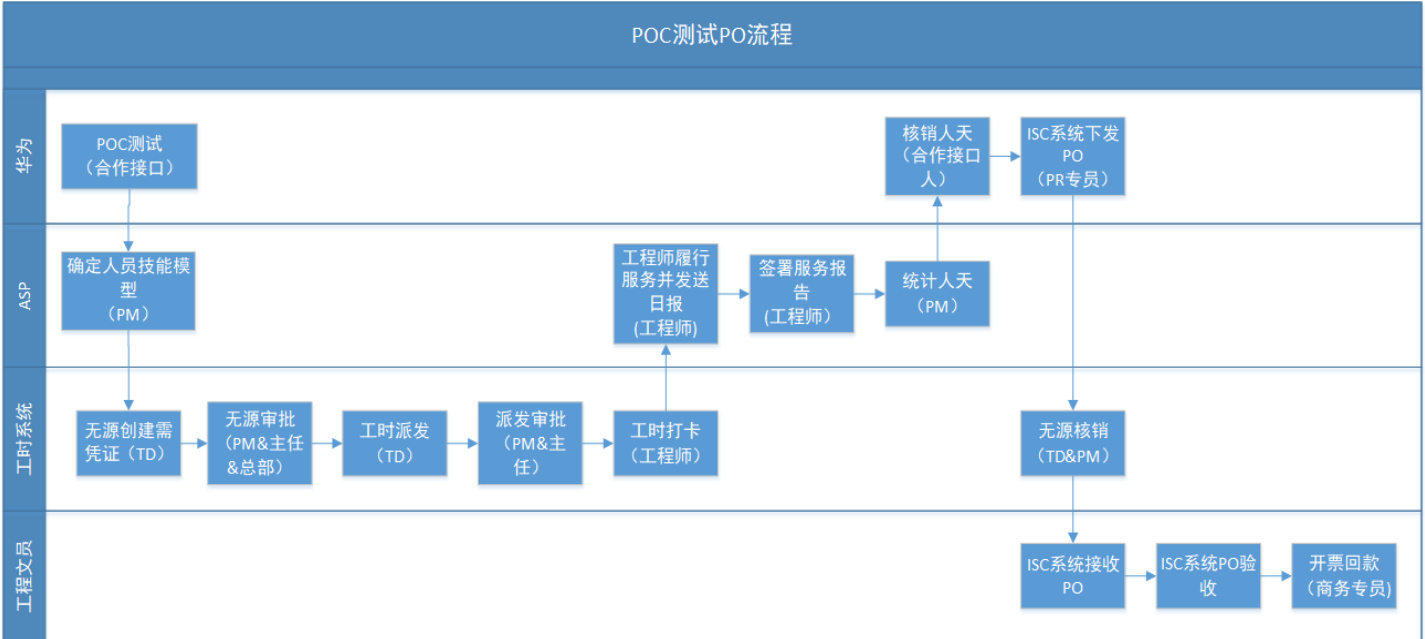 POC测试PO流程
华为
POC测试
（合作接口）
核销人天
（合作接口
人）
ISC系统下发
PO
（PR专员）
ASP
确定人员技能模
型
（PM）
工程师履行
服务并发送
日报
(工程师)
签署服务报
告
(工程师）
统计人天
（PM）
工时系统
无源创建需
凭证（TD）
无源审批
（PM&主任
&总部）
工时派发
（TD）
派发审批
（PM&主
任）
工时打卡
（工程师）
无源核销
（TD&PM）
工程文员
ISC系统接收
PO
ISC系统PO验
收
开票回款
（商务专员)